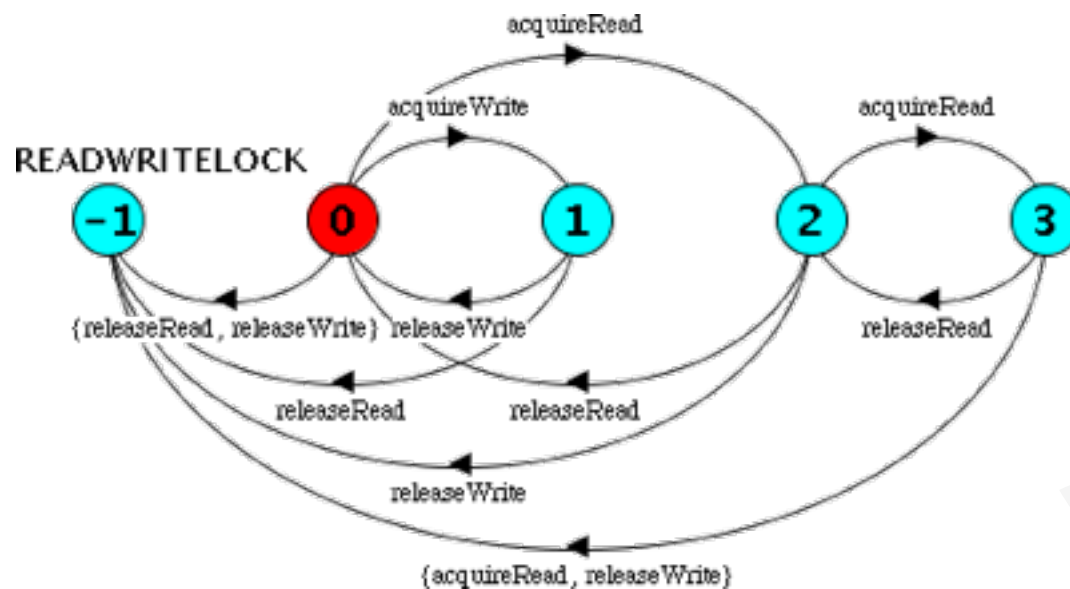 acquireRead
acquireWrite
acquireRead
READWRITELOCK
-1
0
1
2
3
{releaseRead, releaseWrite}
releaseWrite
releaseRead
releaseRead
releaseRead
releaseWrite
{acquireRead, releaseWrite}